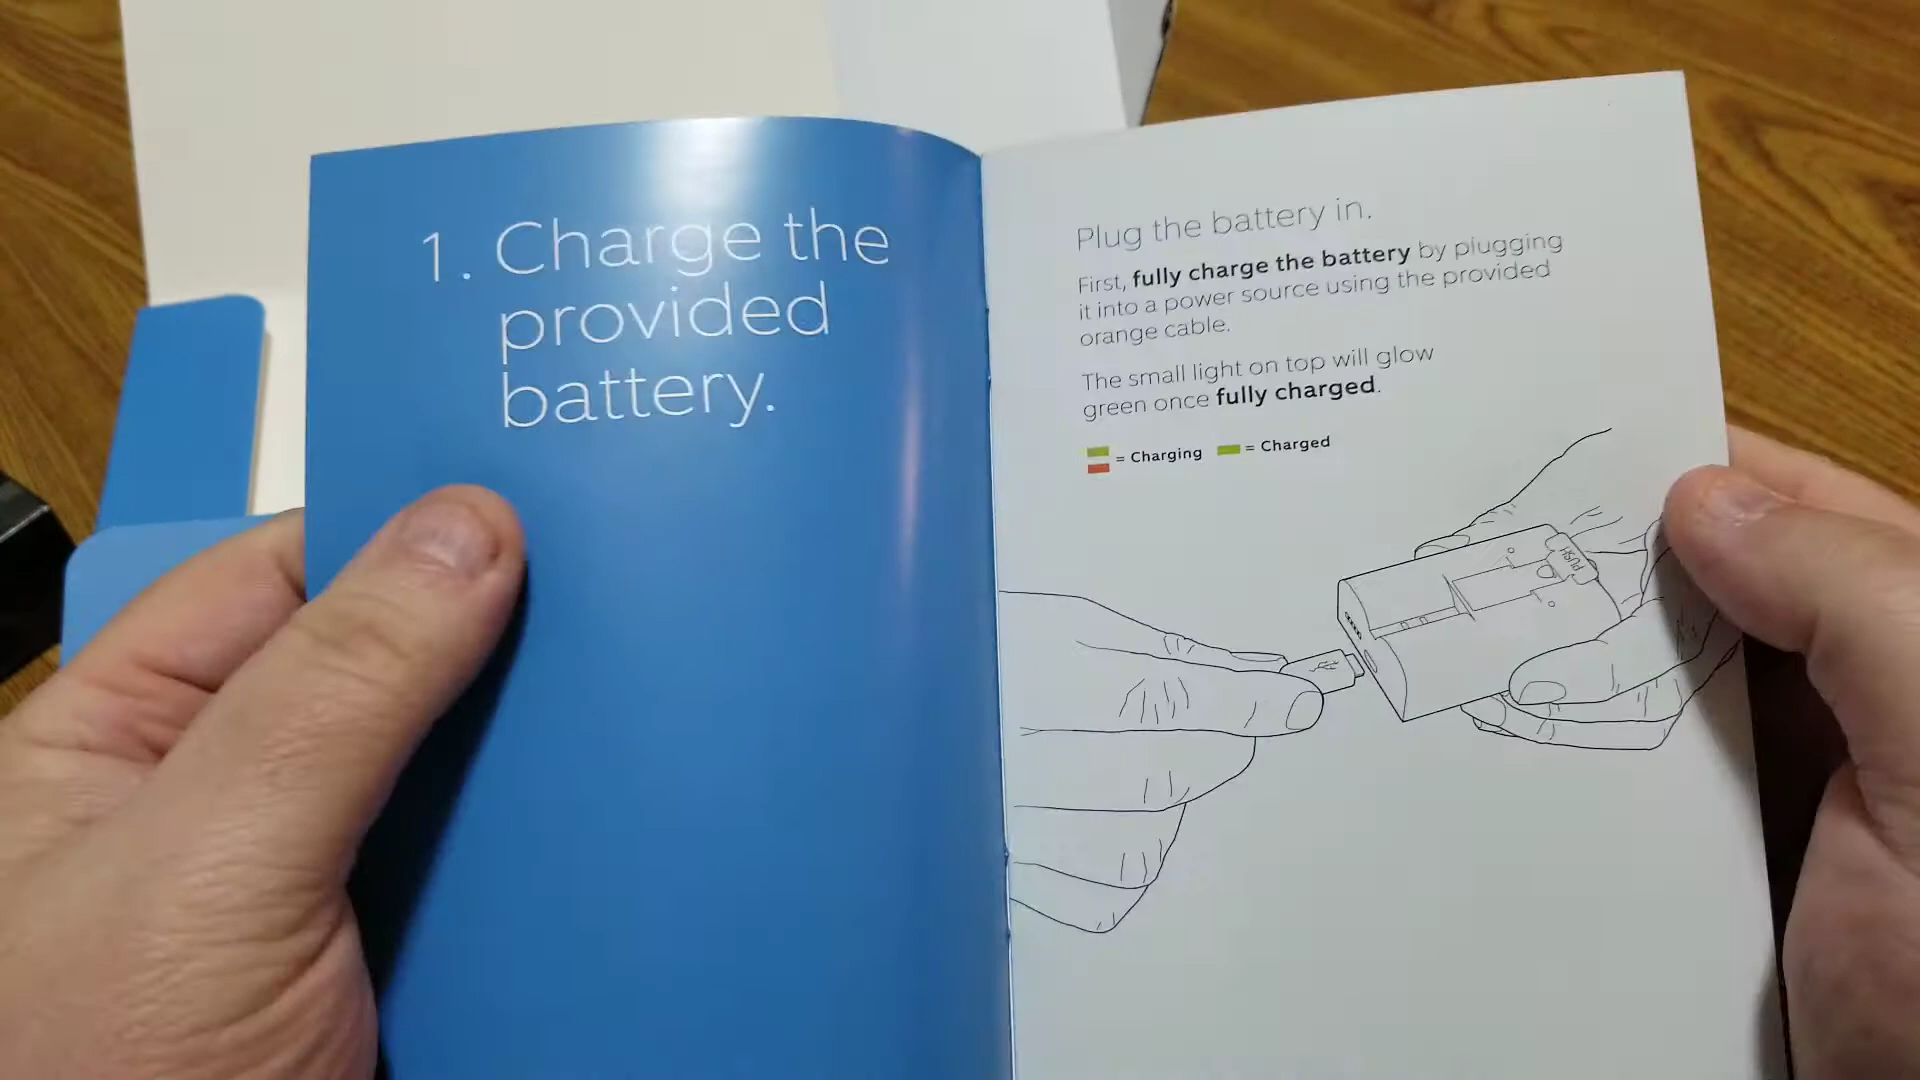 1. Charge the
provided
battery.
Plug the battery in.
First, fully charge the battery by plugging
it into a power source using the provided
orange cable.
The small light on top will glow
green once fully charged.
= Charging = Charged
PUSH